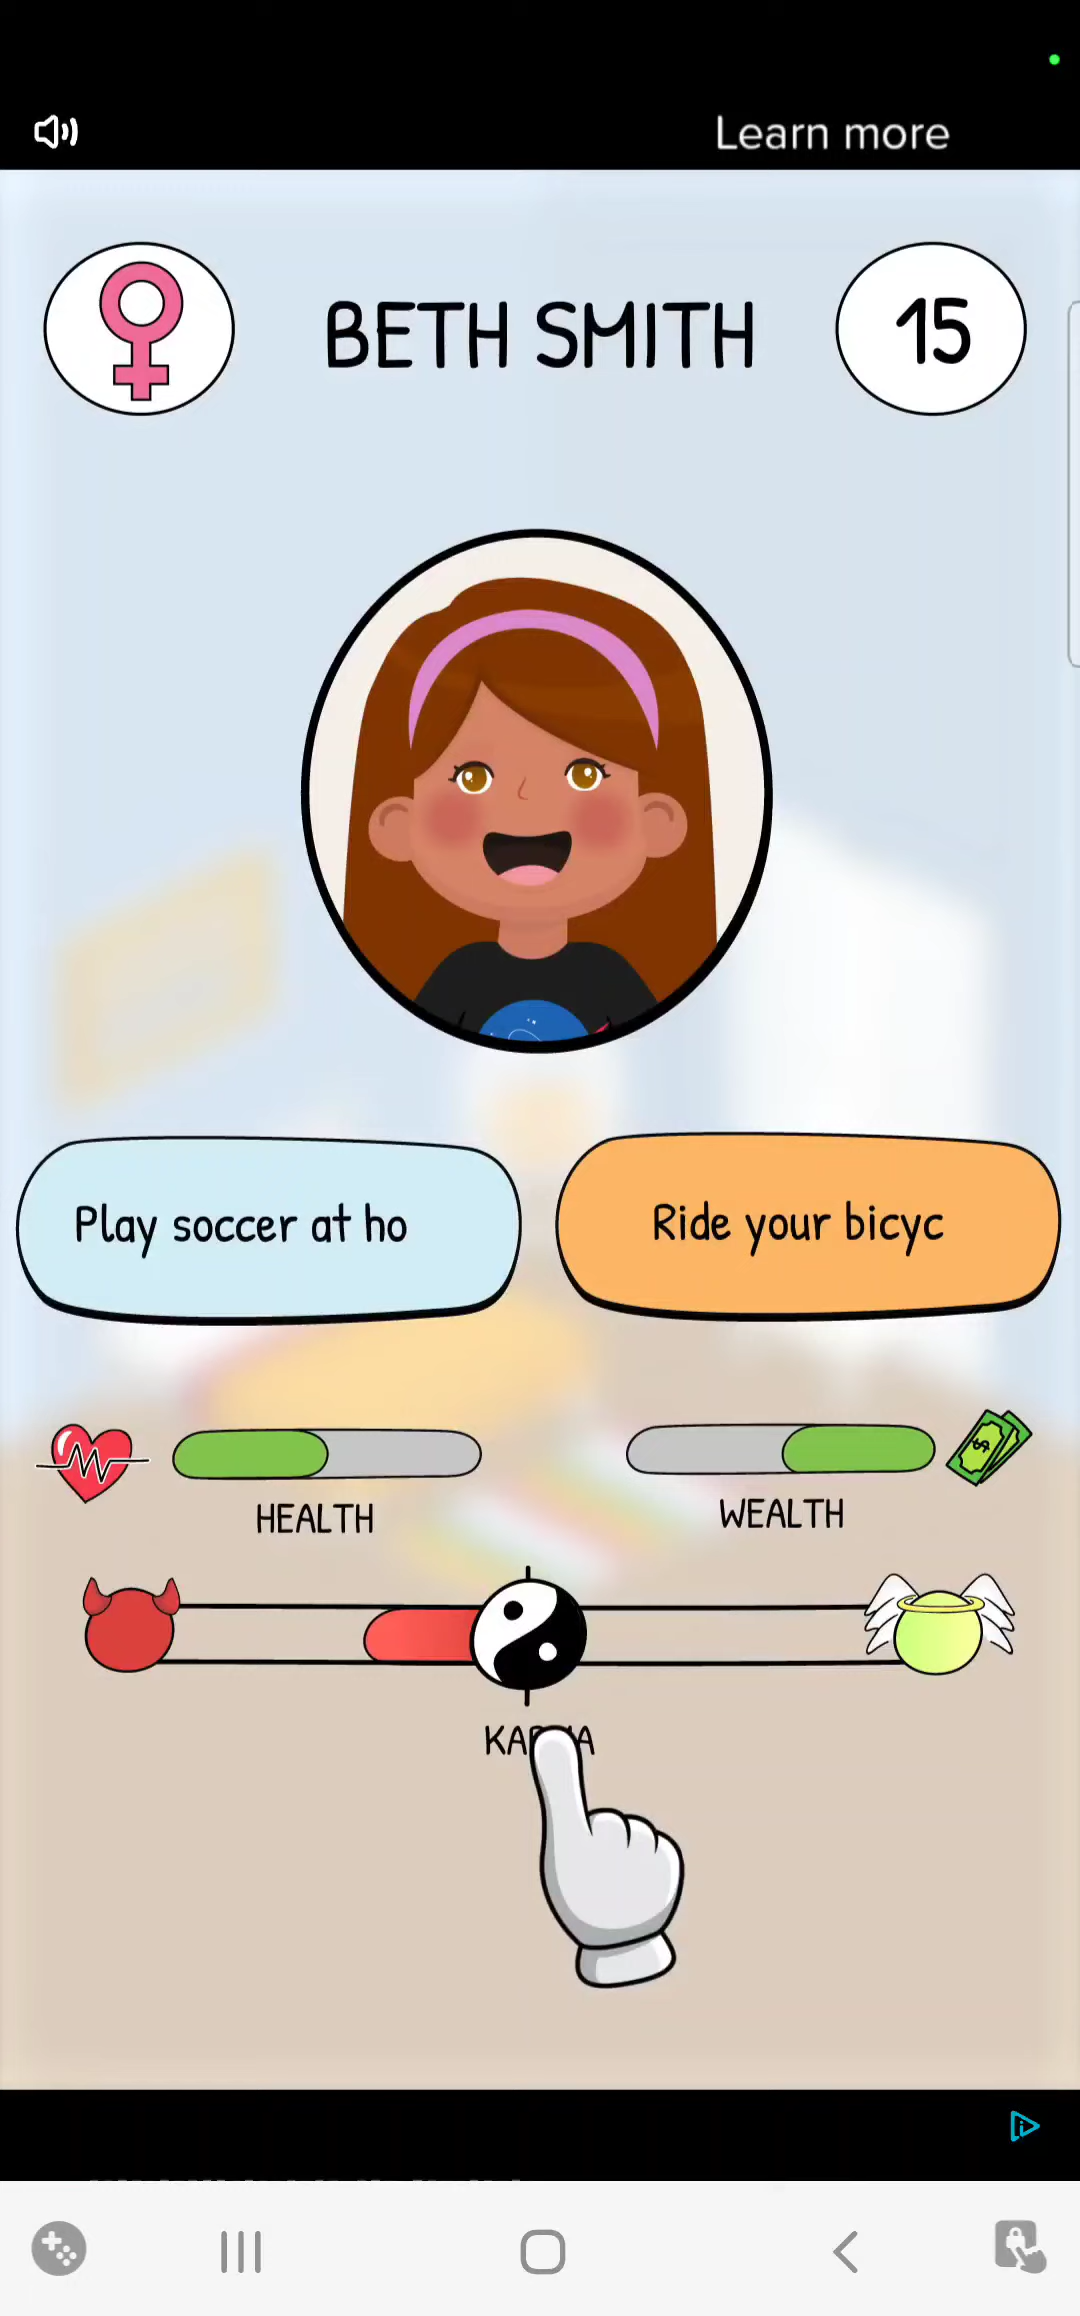 Learn more
BETH SMITH
15
Play soccer at ho
Ride your bicyc
HEALTH
WEALTH